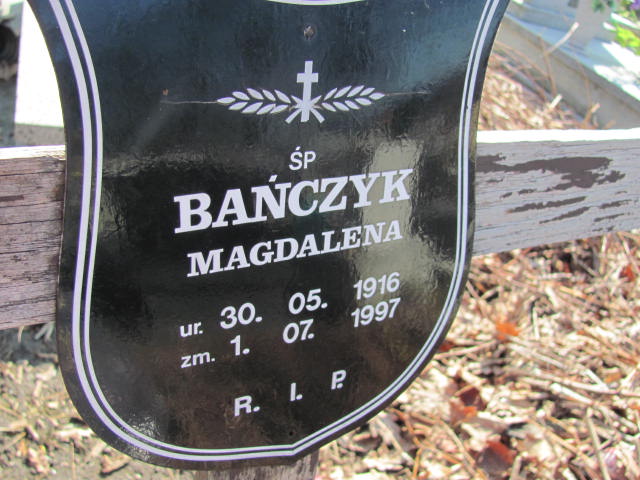 ŚP
BAŃCZYK
MAGDALENA
ur. 30. 05. 1916
zm. 1. 07. 1997
R. I. P.